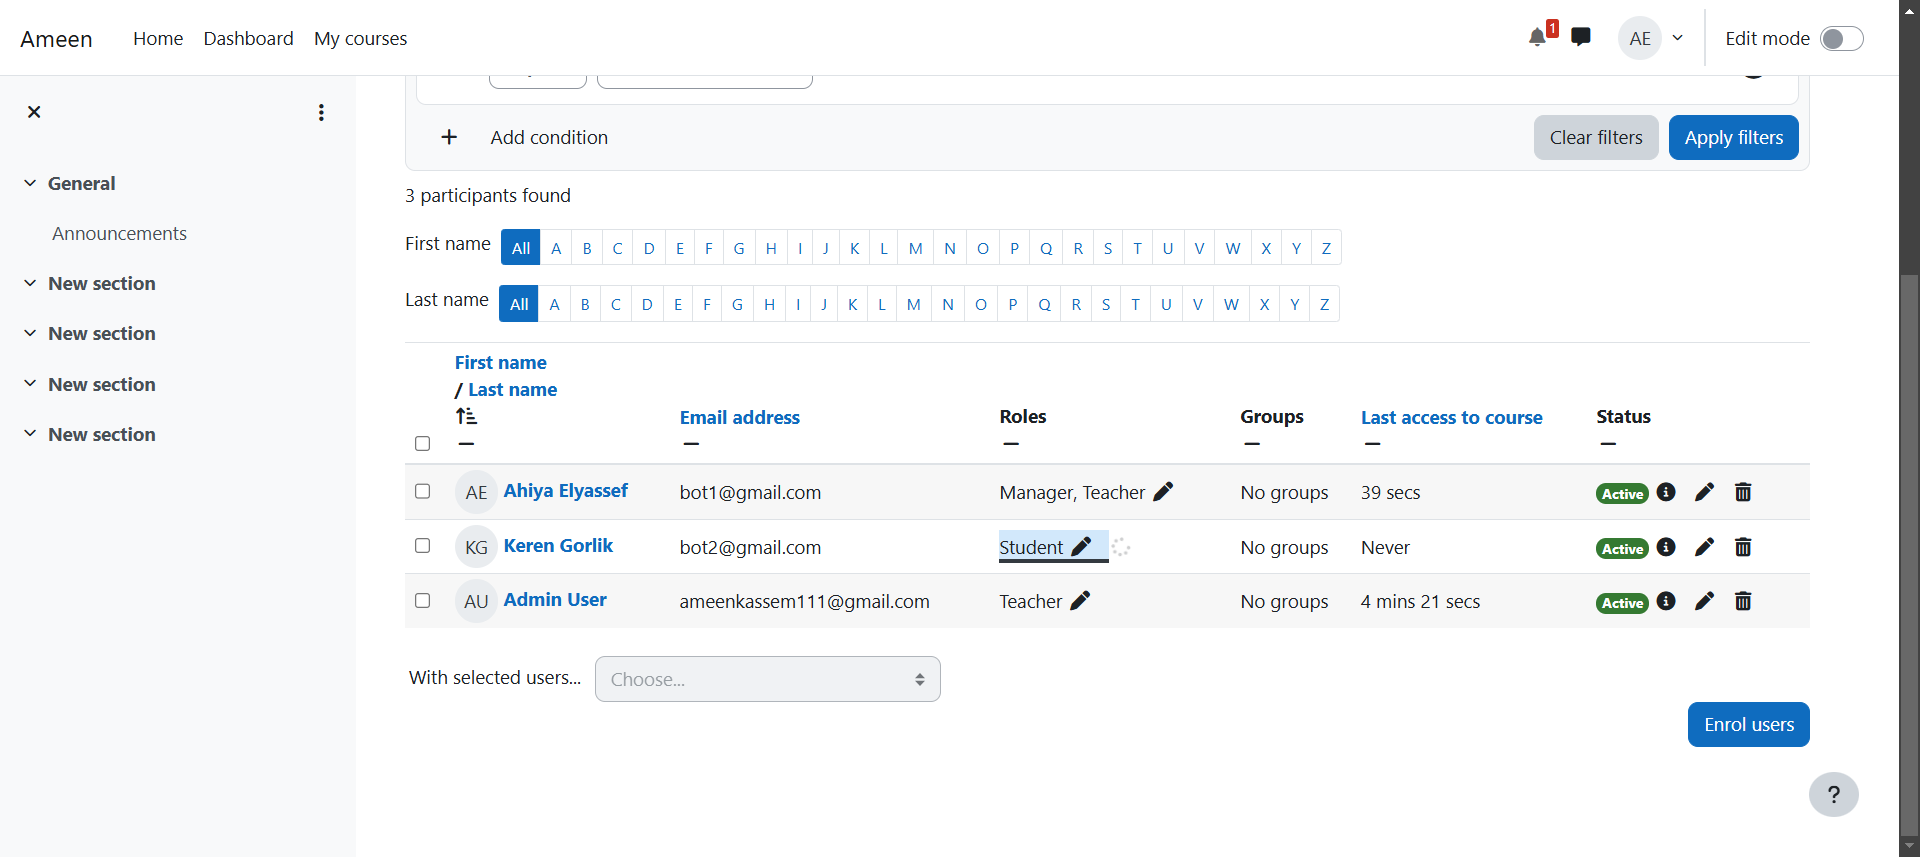 Ameen Home Dashboard My courses 1 AE Edit mode
Add condition Clear filters Apply filters
General
Announcements
New section
New section
New section
New section
3 participants found
First name All A B C D E F G H I J K L M N O P Q R S T U V W X Y Z
Last name All A B C D E F G H I J K L M N O P Q R S T U V W X Y Z
First name
/ Last name
Email address Roles Groups Last access to course Status
AE Ahiya Elyassef bot1@gmail.com Manager, Teacher No groups 39 secs Active
KG Keren Gorlik bot2@gmail.com Student No groups Never Active
AU Admin User ameenkassem111@gmail.com Teacher No groups 4 mins 21 secs Active
With selected users... Choose...
Enrol users
?